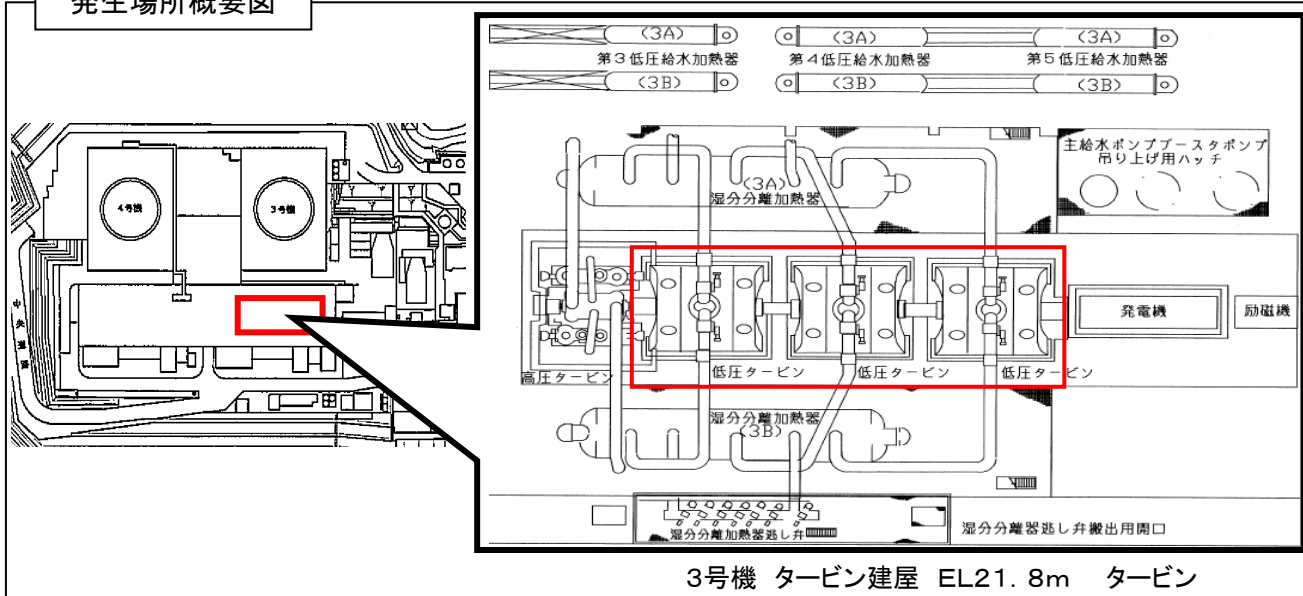 発生場所概要図
(3A)
(3A)
(3A)
第3低圧給水加熱器
第4低圧給水加熱器
第5低圧給水加熱器
(3B)
(3B)
(3B)
主給水ポンプブースタポンプ
吊り上げ用ハッチ
(3A)
湿分分離加熱器
4号機
3号機
中央道路
発電機
励磁機
高圧タービン
低圧タービン
低圧タービン
低圧タービン
湿分分離加熱器
(3B)
湿分分離加熱器逃し弁
湿分分離器逃し弁搬出用開口
3号機 タービン建屋 EL21.8m タービン